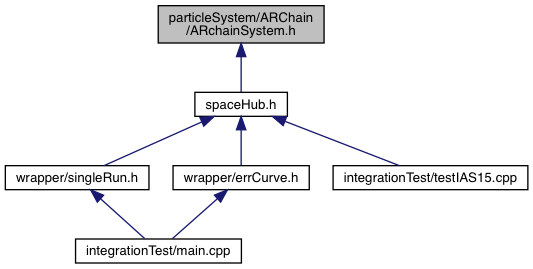 particleSystem/ARChain
/ARchainSystem.h
spaceHub.h
wrapper/singleRun.h
wrapper/errCurve.h
integrationTest/testIAS15.cpp
integrationTest/main.cpp